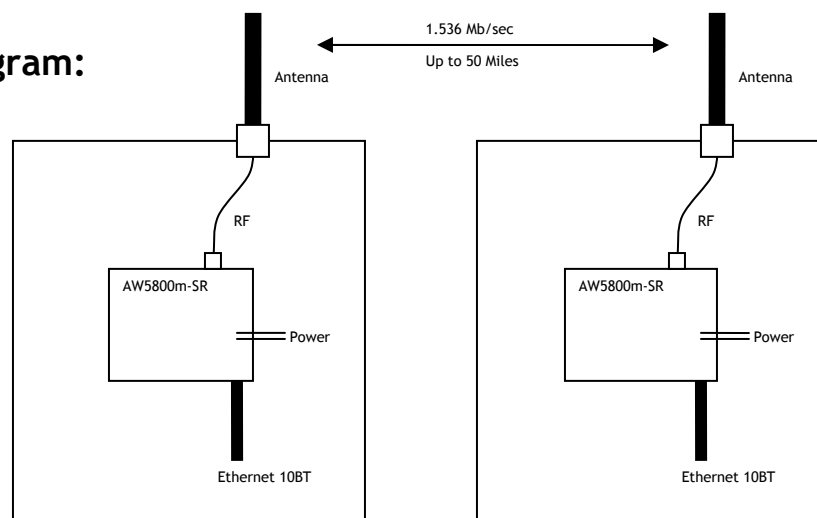 gram:
1.536 Mb/sec
Up to 50 Miles
Antenna
Antenna
RF
RF
AW5800m-SR
AW5800m-SR
Power
Power
Ethernet 10BT
Ethernet 10BT